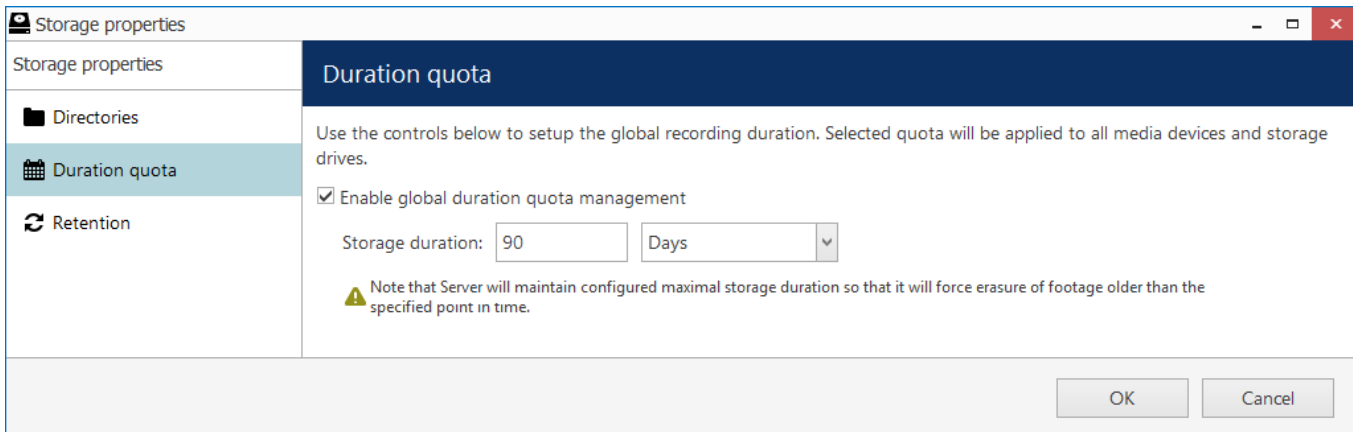 Storage properties
Storage properties
Duration quota
Directories
Use the controls below to setup the global recording duration. Selected quota will be applied to all media devices and storage
drives.
Duration quota
Enable global duration quota management
Retention
Storage duration: 90 Days
Note that Server will maintain configured maximal storage duration so that it will force erasure of footage older than the
specified point in time.
OK Cancel